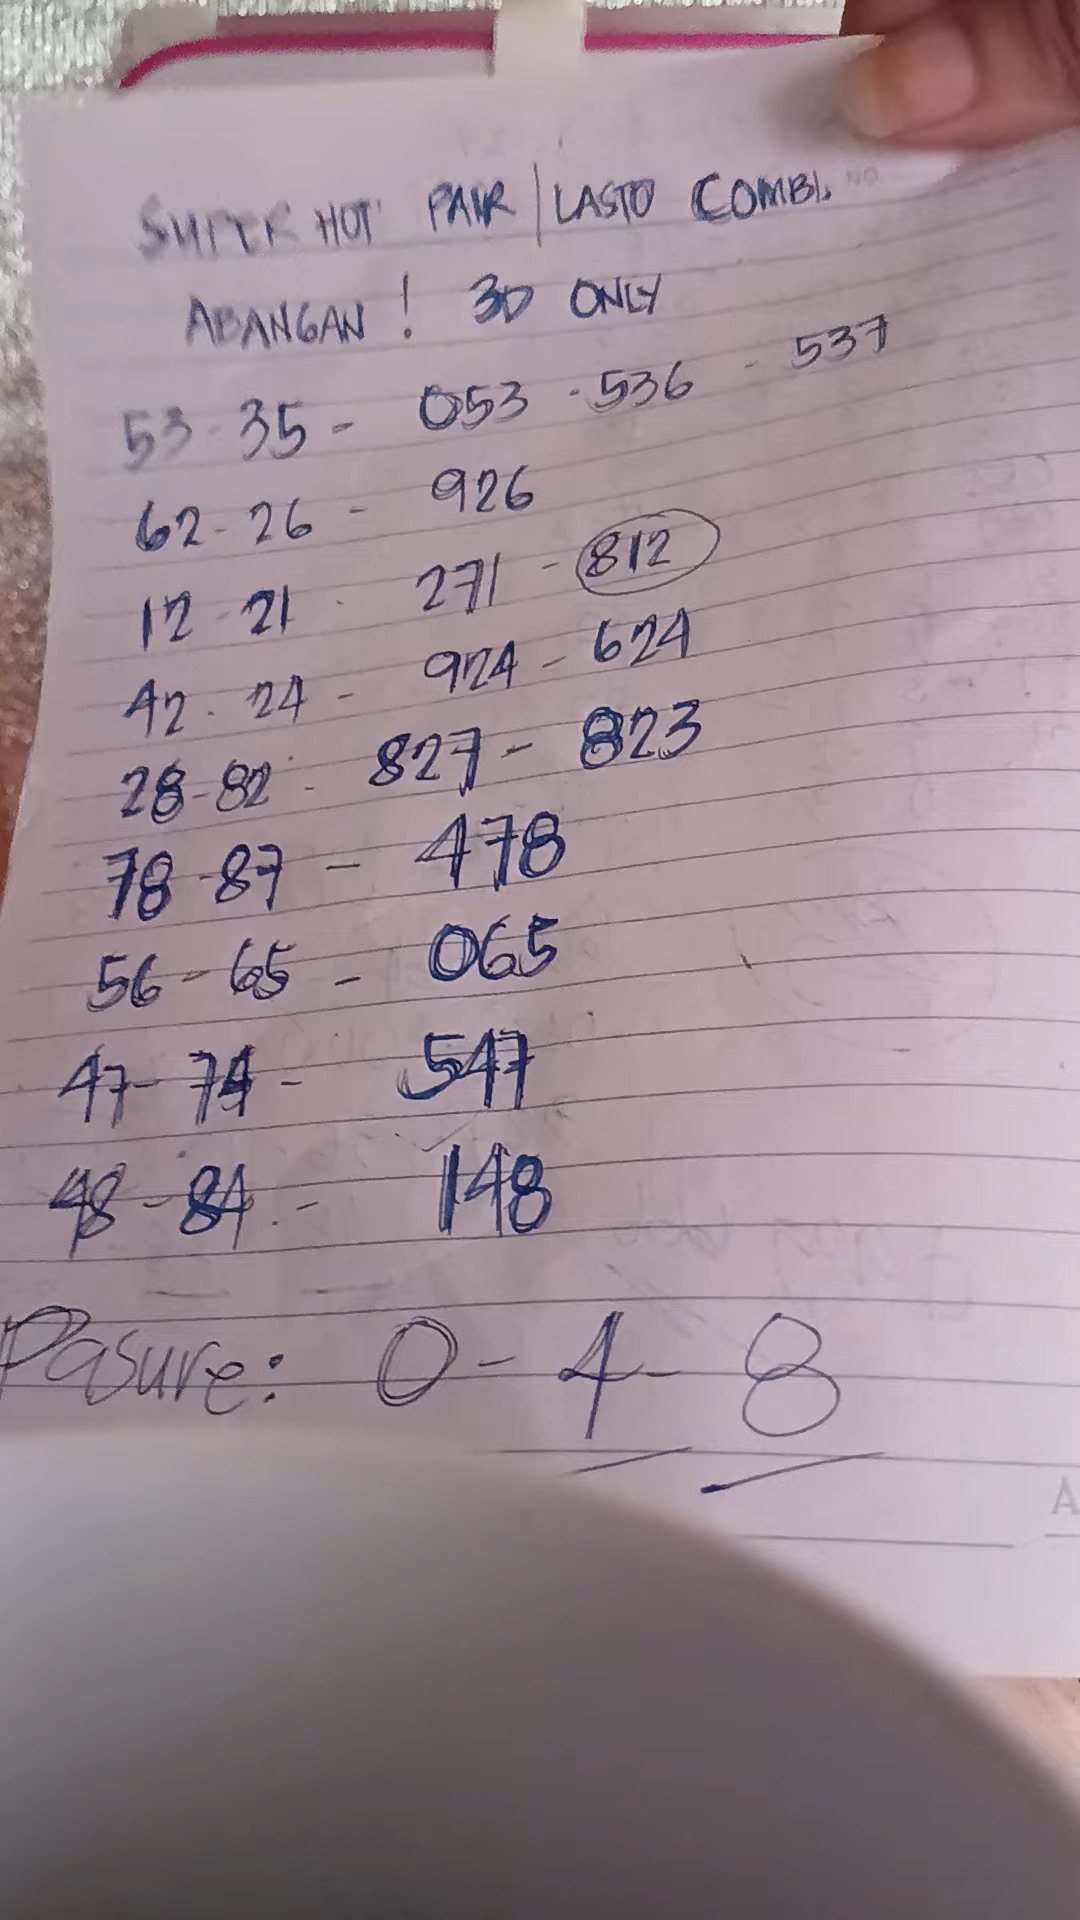 SUPER HOT PAIR | LASTO COMBI.
ABANGAN! 3D ONLY
53-35 - 053 - 536 - 537
62-26 - 926
12-21 - 271 - 812
42-24 - 924 - 624
28-82 - 827 - 823
78-87 - 478
56-65 - 065
47-74 - 547
48-84 - 148
Pasure: 0-4-8